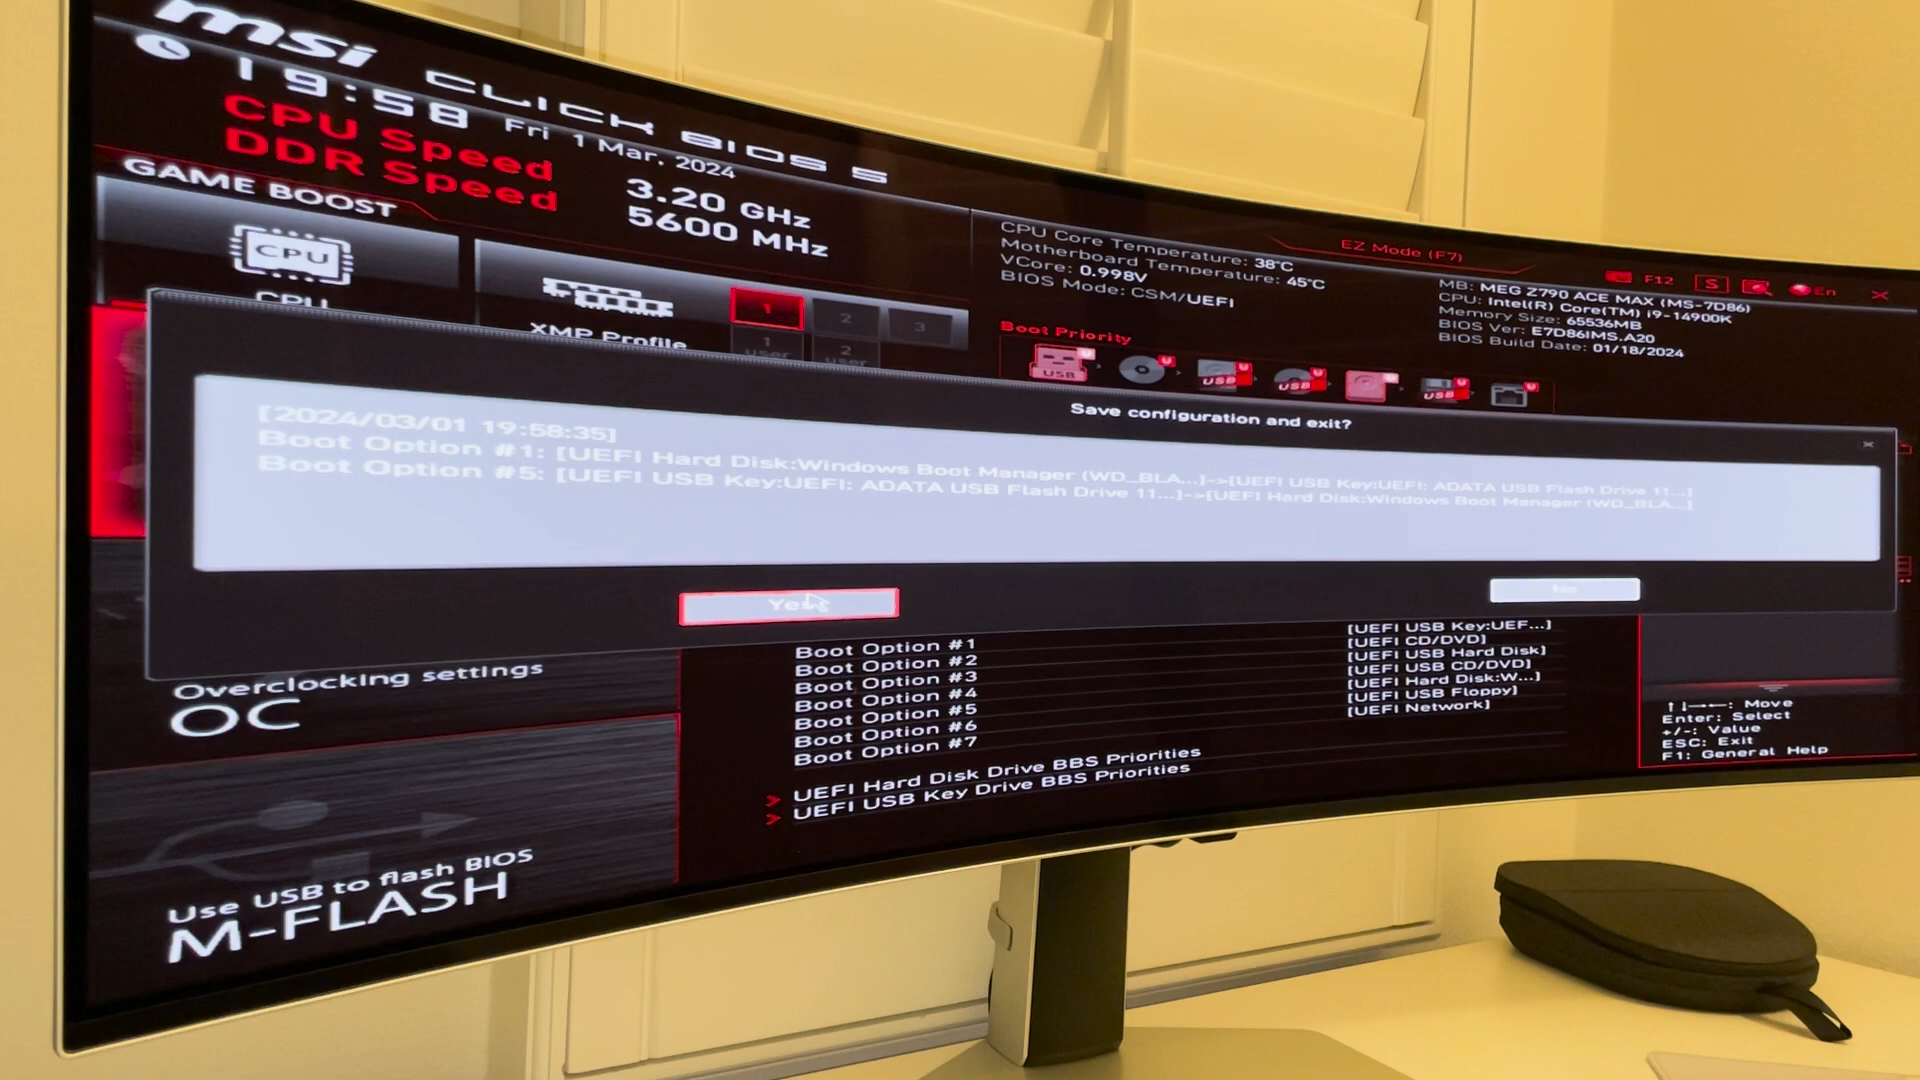 msi CLICK BIOS 5
19:58 Fri 1 Mar. 2024
CPU Speed 3.20 GHz
DDR Speed 5600 MHz
GAME BOOST
CPU
CPU
XMP Profile
1 2 3
1 user 2 user
CPU Core Temperature: 38°C
Motherboard Temperature: 45°C
VCore: 0.998V
BIOS Mode: CSM/UEFI
EZ Mode (F7)
F12 S En X
MB: MEG Z790 ACE MAX (MS-7D86)
CPU: Intel(R) Core(TM) i9-14900K
Memory Size: 65536MB
BIOS Ver: E7D86IMS.A20
BIOS Build Date: 01/18/2024
Boot Priority
USB U USB U USB U U USB U U
Save configuration and exit?
[2024/03/01 19:58:35]
Boot Option #1: [UEFI Hard Disk:Windows Boot Manager (WD_BLA...]->[UEFI USB Key:UEFI: ADATA USB Flash Drive 11...]
Boot Option #5: [UEFI USB Key:UEFI: ADATA USB Flash Drive 11...]->[UEFI Hard Disk:Windows Boot Manager (WD_BLA...]
Yes
Boot Option #1 [UEFI USB Key:UEF...]
Boot Option #2 [UEFI CD/DVD]
Boot Option #3 [UEFI USB Hard Disk]
Boot Option #4 [UEFI USB CD/DVD]
Boot Option #5 [UEFI Hard Disk:W...]
Boot Option #6 [UEFI USB Floppy]
Boot Option #7 [UEFI Network]
> UEFI Hard Disk Drive BBS Priorities
> UEFI USB Key Drive BBS Priorities
Overclocking settings
OC
Use USB to flash BIOS
M-FLASH
↑↓→←: Move
Enter: Select
+/-: Value
ESC: Exit
F1: General Help